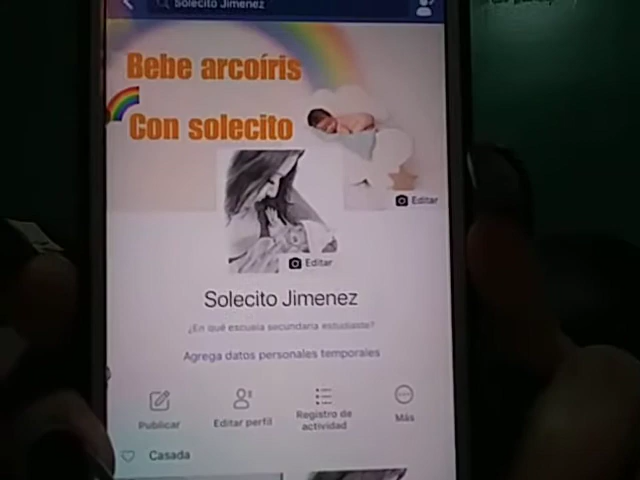 Solecito Jimenez
Bebe arcoíris
Con solecito
Editar
Editar
Solecito Jimenez
¿En qué escuela secundaria estudiaste?
Agrega datos personales temporales
Publicar
Editar perfil
Registro de actividad
Más
Casada